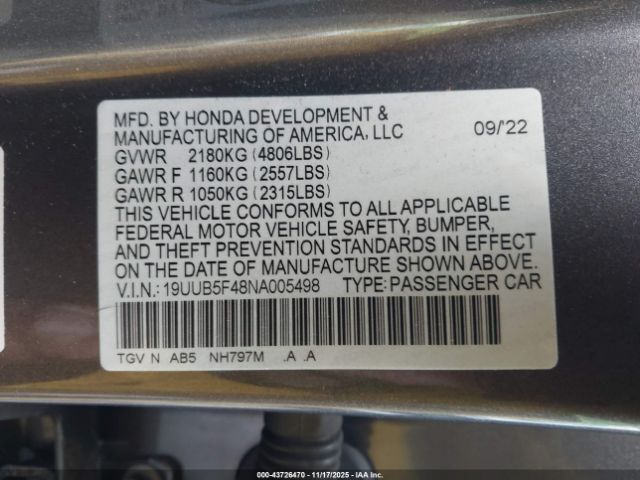 MFD. BY HONDA DEVELOPMENT &
MANUFACTURING OF AMERICA, LLC 09/'22
GVWR 2180KG (4806LBS)
GAWR F 1160KG (2557LBS)
GAWR R 1050KG (2315LBS)
THIS VEHICLE CONFORMS TO ALL APPLICABLE
FEDERAL MOTOR VEHICLE SAFETY, BUMPER,
AND THEFT PREVENTION STANDARDS IN EFFECT
ON THE DATE OF MANUFACTURE SHOWN ABOVE.
V.I.N.: 19UUB5F48NA005498 TYPE: PASSENGER CAR
TGV N AB5 NH797M .A .A
000-43726470 - 11/17/2025 - IAAI.COM